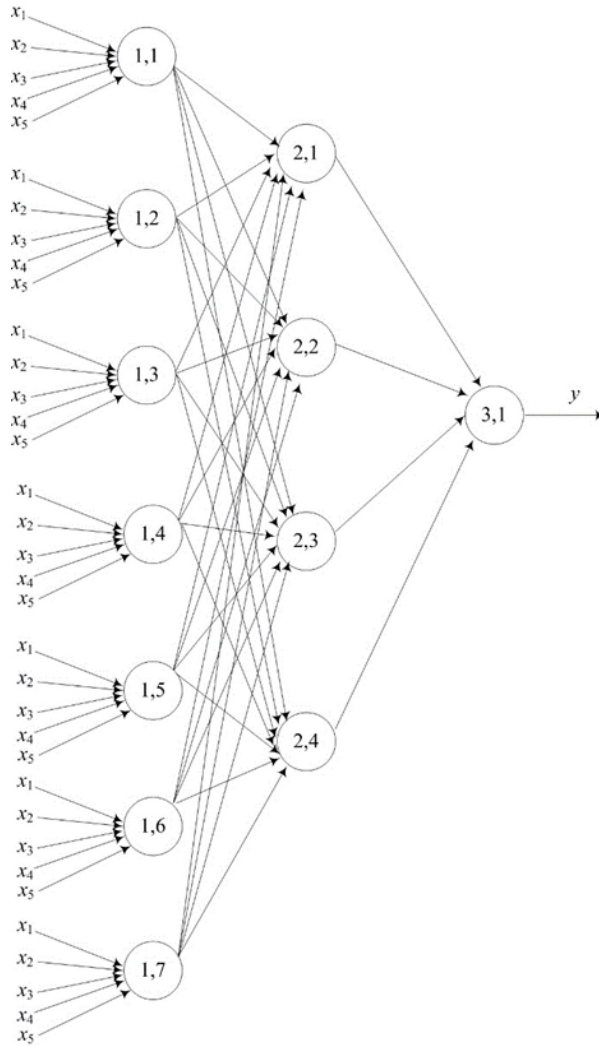 x₁
x₂
x₃
x₄
x₅
1,1
x₁
x₂
x₃
x₄
x₅
1,2
x₁
x₂
x₃
x₄
x₅
1,3
x₁
x₂
x₃
x₄
x₅
1,4
x₁
x₂
x₃
x₄
x₅
1,5
x₁
x₂
x₃
x₄
x₅
1,6
x₁
x₂
x₃
x₄
x₅
1,7
2,1
2,2
2,3
2,4
3,1
y